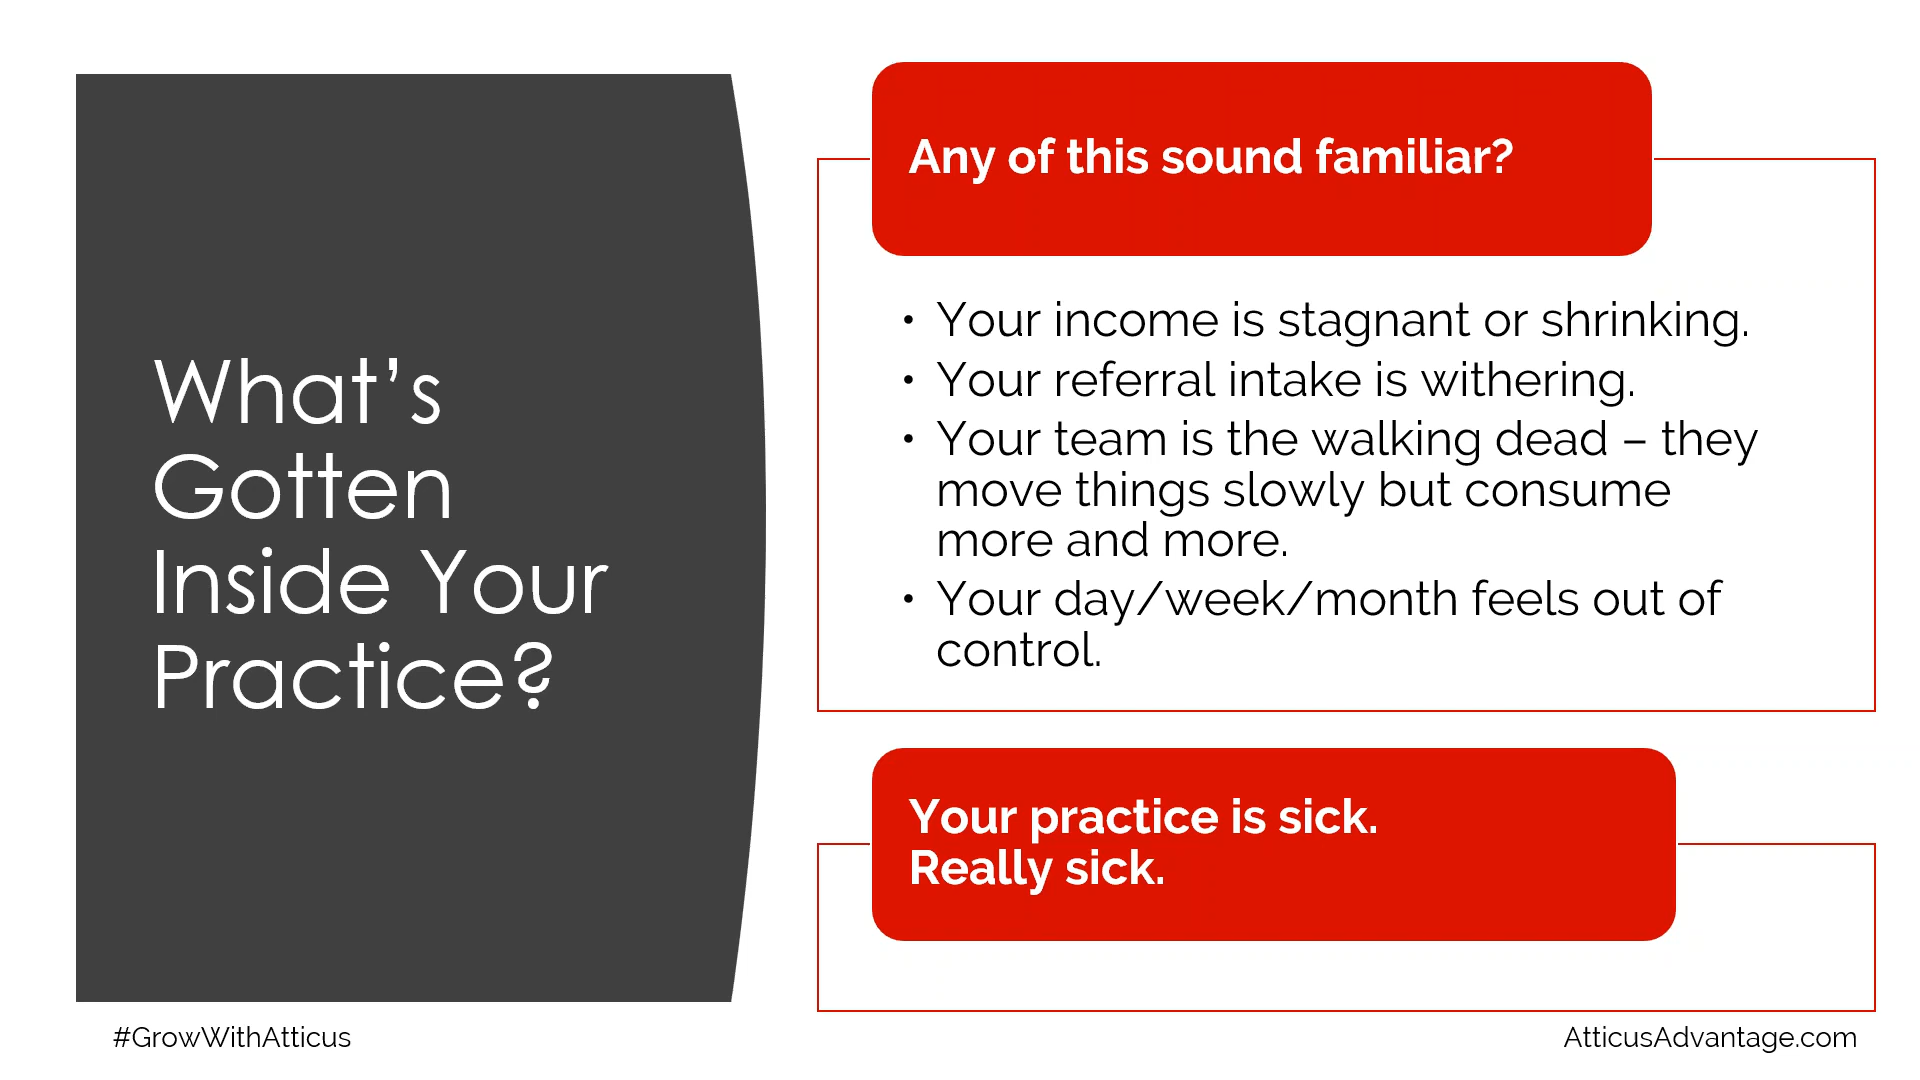 What’s
Gotten
Inside Your
Practice?
Any of this sound familiar?
• Your income is stagnant or shrinking.
• Your referral intake is withering.
• Your team is the walking dead – they
move things slowly but consume
more and more.
• Your day/week/month feels out of
control.
Your practice is sick.
Really sick.
#GrowWithAtticus
AtticusAdvantage.com